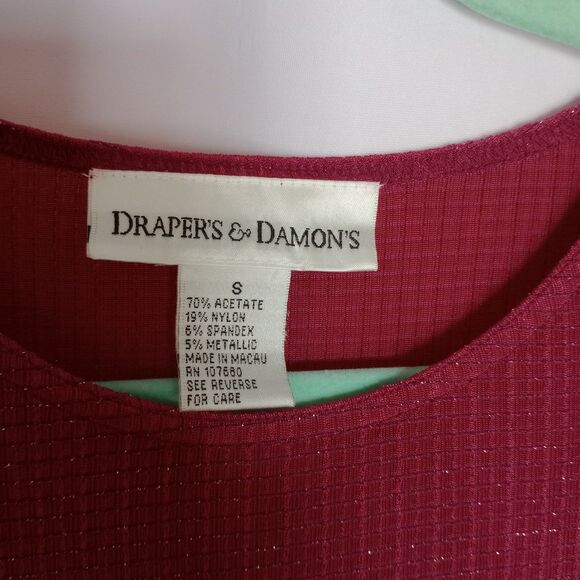 DRAPER'S & DAMON'S
S
70% ACETATE
19% NYLON
6% SPANDEX
5% METALLIC
MADE IN MACAU
RN 107680
SEE REVERSE
FOR CARE